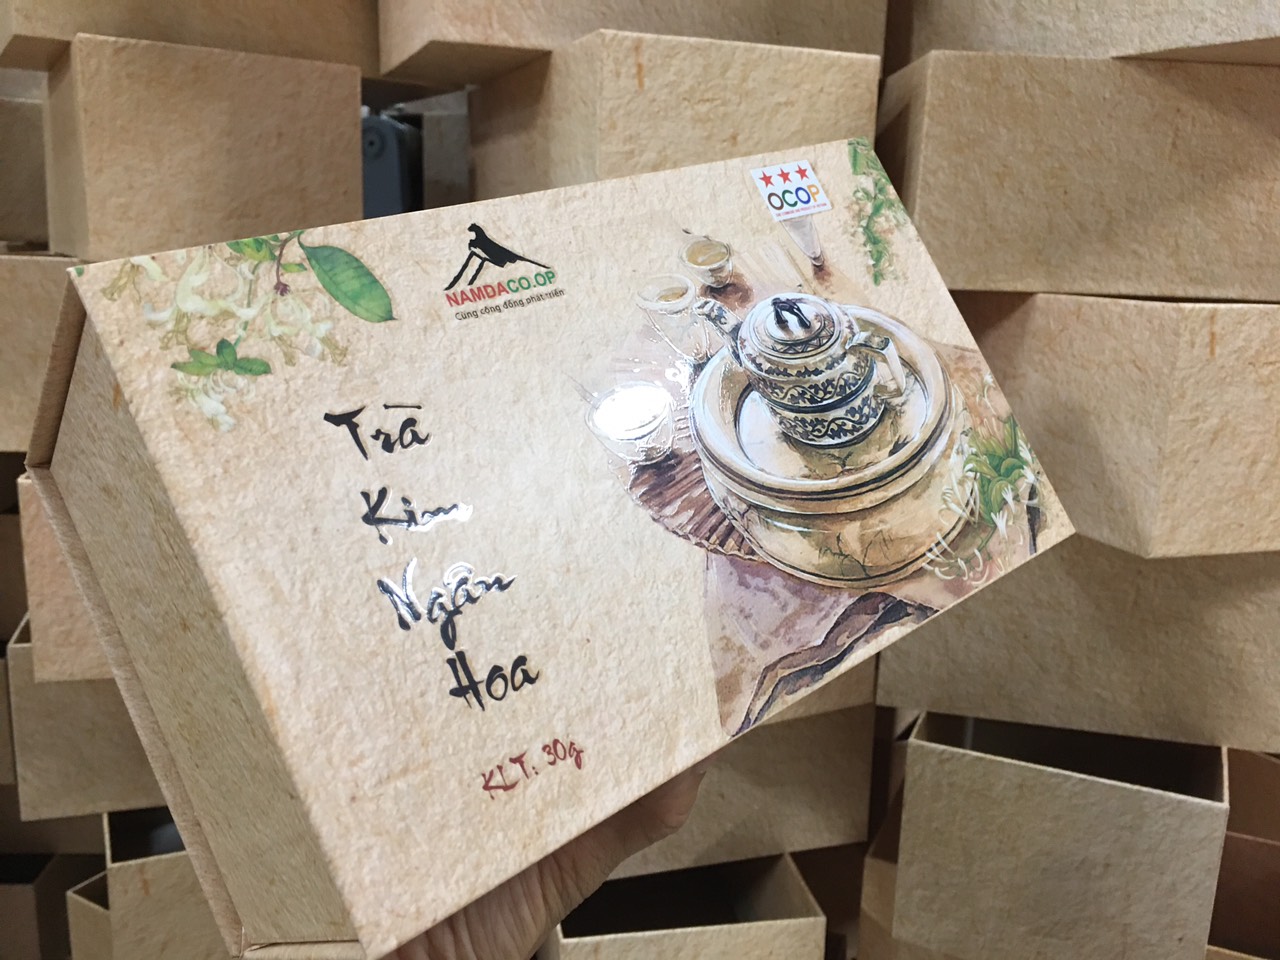 OCOP
NAMDACO.OP
Cùng cộng đồng phát triển
Trà
Kim
Ngân
Hoa
KLT: 30g